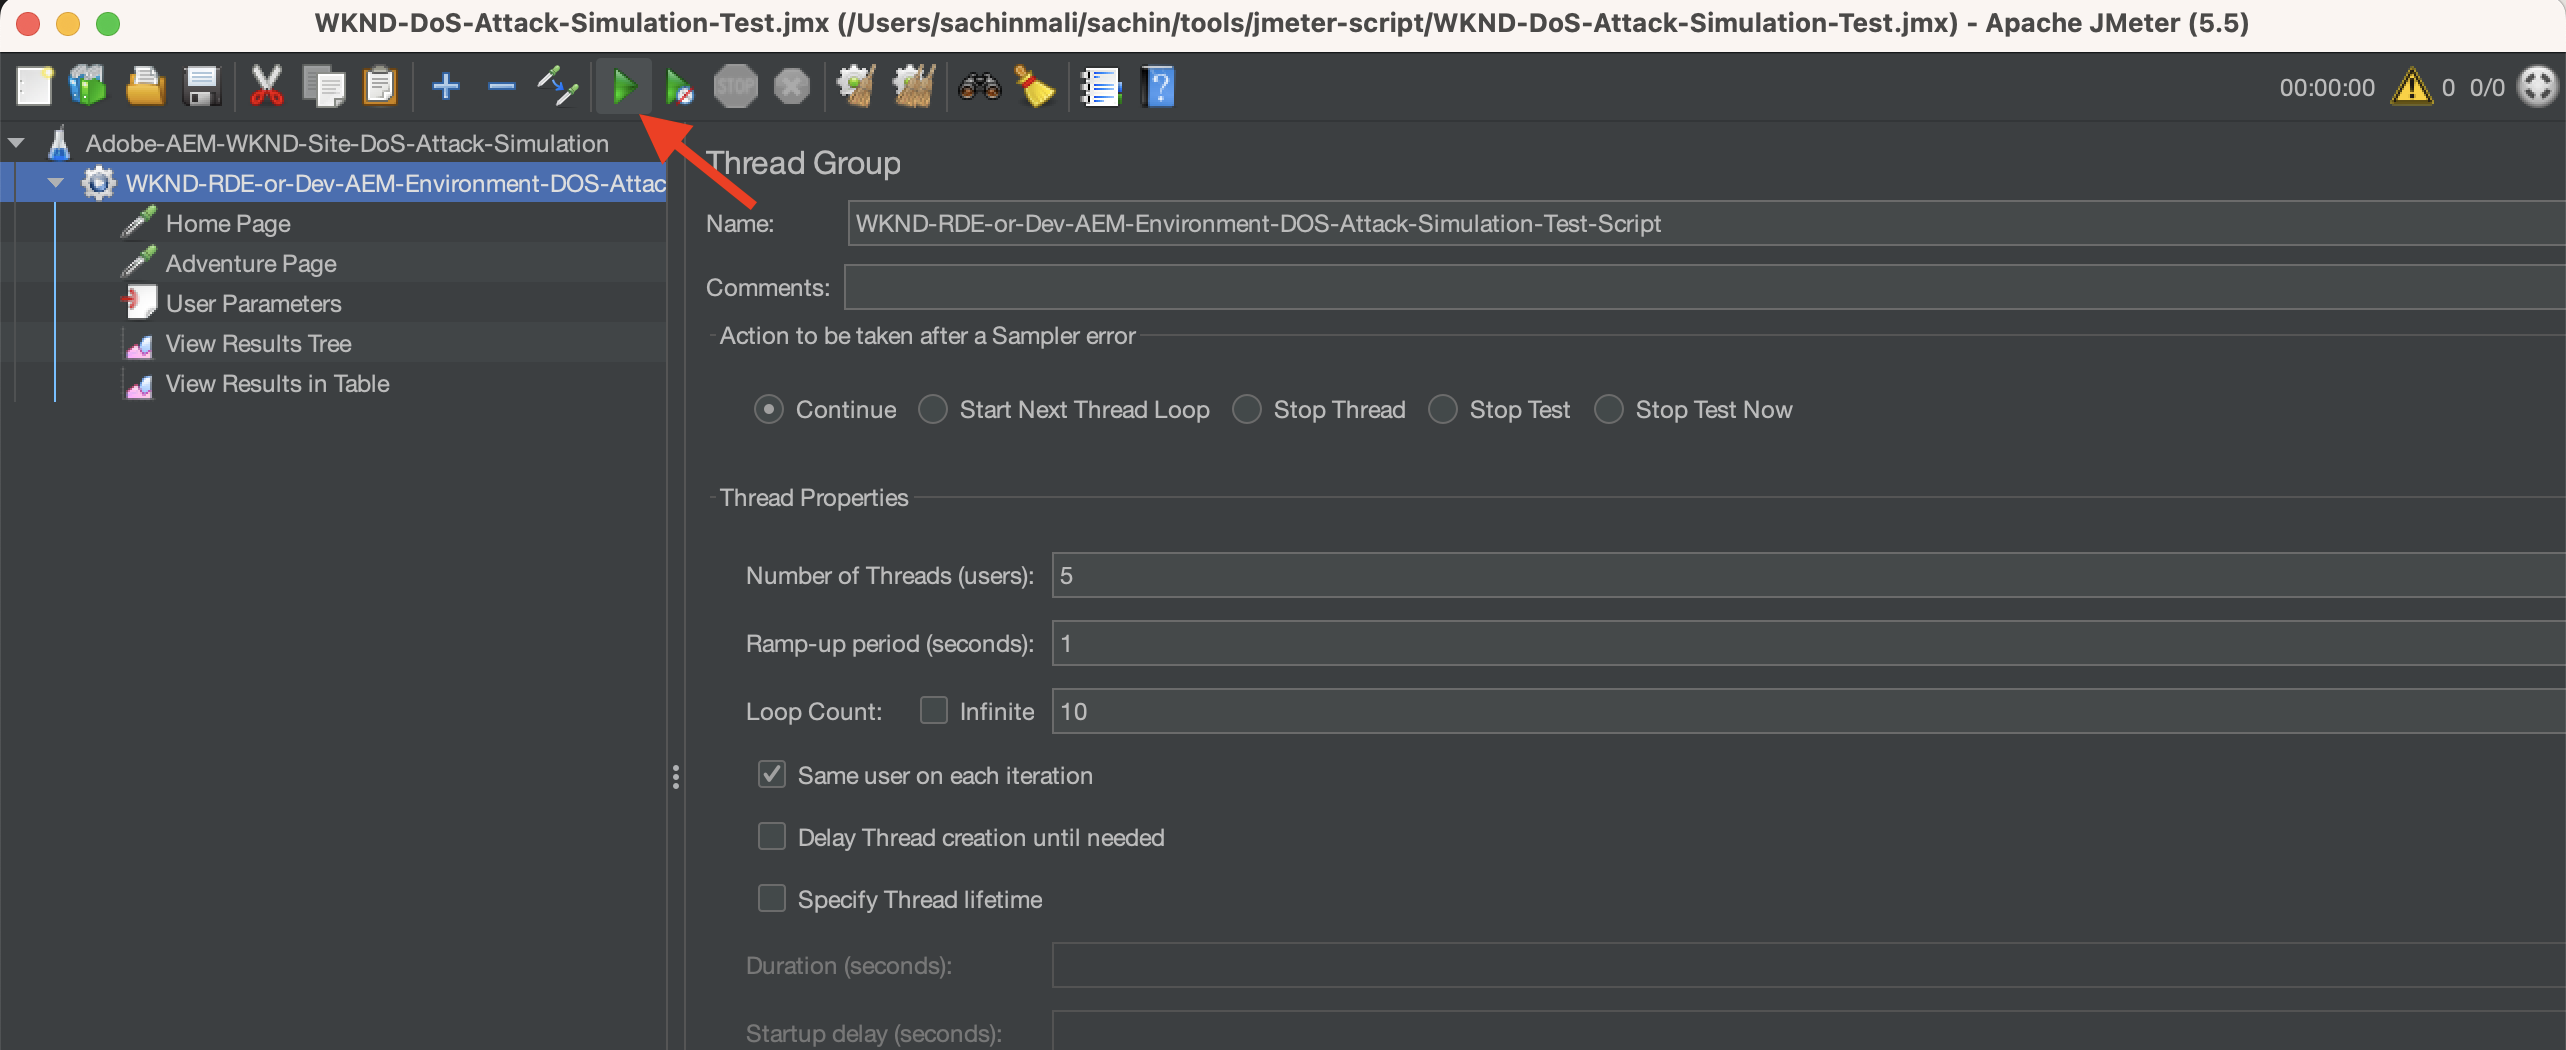 WKND-DoS-Attack-Simulation-Test.jmx (/Users/sachinmali/sachin/tools/jmeter-script/WKND-DoS-Attack-Simulation-Test.jmx) - Apache JMeter (5.5)
STOP
?
00:00:00 0 0/0
Adobe-AEM-WKND-Site-DoS-Attack-Simulation
WKND-RDE-or-Dev-AEM-Environment-DOS-Attac
Home Page
Adventure Page
User Parameters
View Results Tree
View Results in Table
Thread Group
Name: WKND-RDE-or-Dev-AEM-Environment-DOS-Attack-Simulation-Test-Script
Comments:
Action to be taken after a Sampler error
Continue Start Next Thread Loop Stop Thread Stop Test Stop Test Now
Thread Properties
Number of Threads (users): 5
Ramp-up period (seconds): 1
Loop Count: Infinite 10
Same user on each iteration
Delay Thread creation until needed
Specify Thread lifetime
Duration (seconds):
Startup delay (seconds):